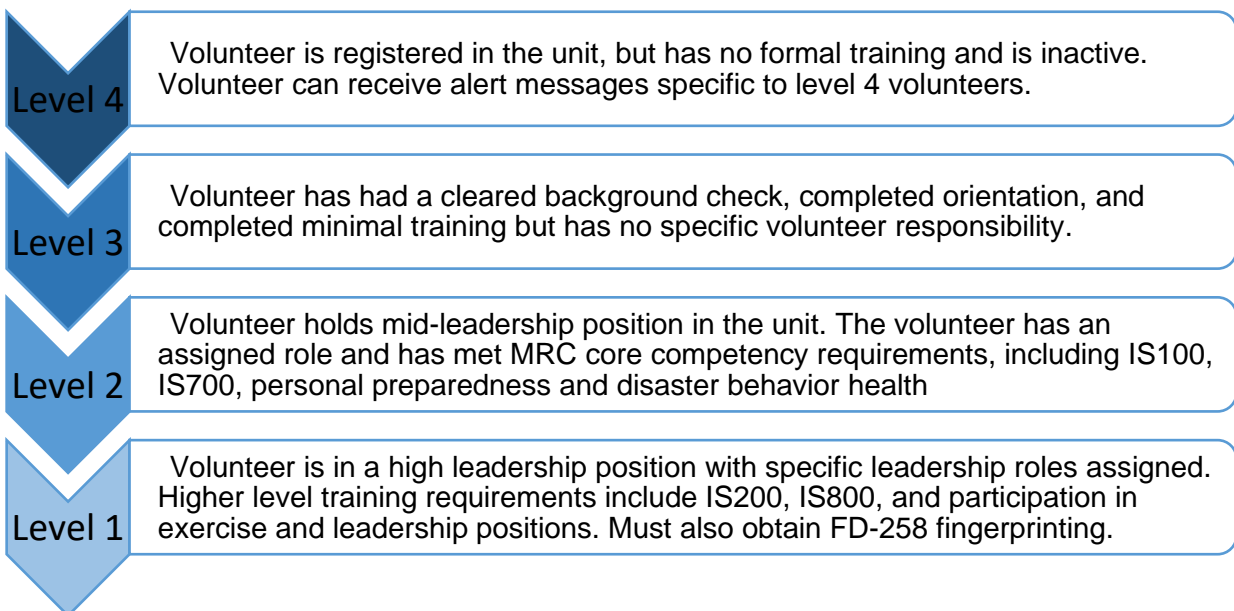 Level 4
Volunteer is registered in the unit, but has no formal training and is inactive.
Volunteer can receive alert messages specific to level 4 volunteers.
Level 3
Volunteer has had a cleared background check, completed orientation, and
completed minimal training but has no specific volunteer responsibility.
Level 2
Volunteer holds mid-leadership position in the unit. The volunteer has an
assigned role and has met MRC core competency requirements, including IS100,
IS700, personal preparedness and disaster behavior health
Level 1
Volunteer is in a high leadership position with specific leadership roles assigned.
Higher level training requirements include IS200, IS800, and participation in
exercise and leadership positions. Must also obtain FD-258 fingerprinting.